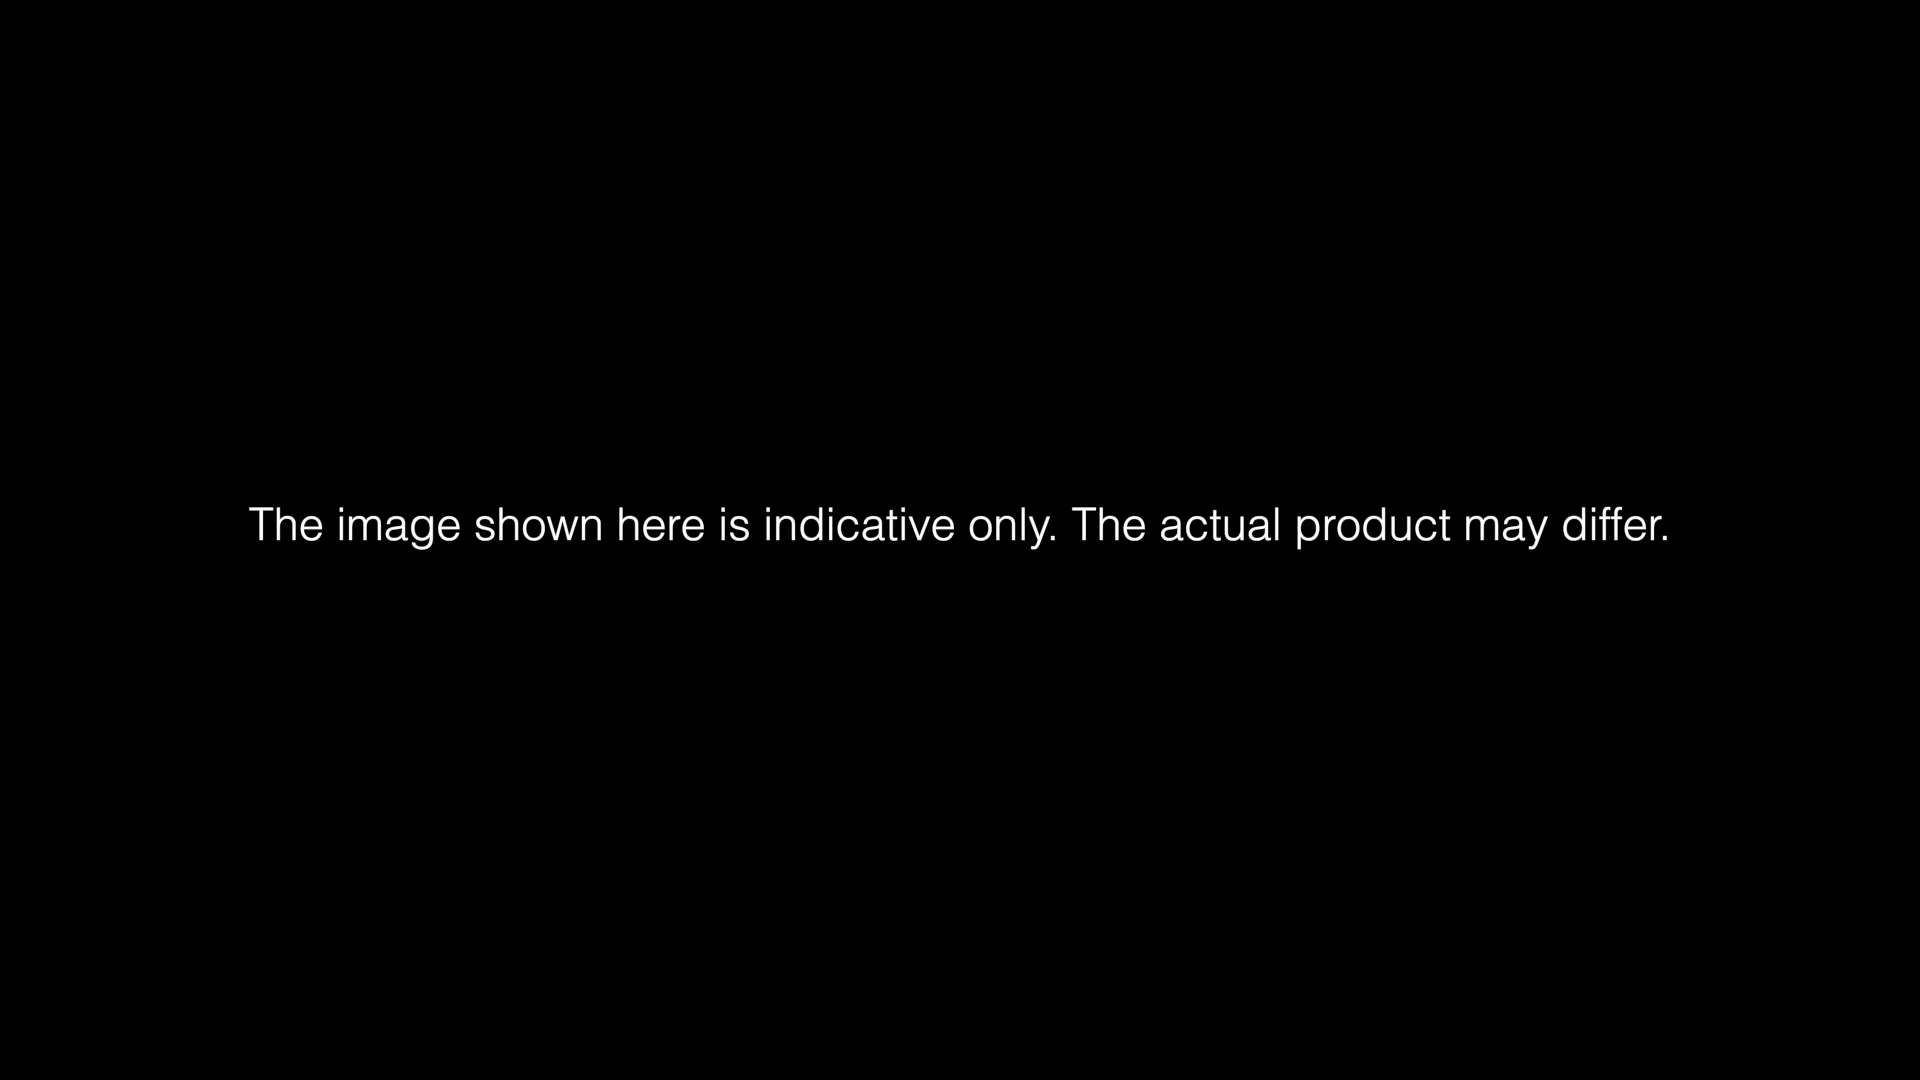 The image shown here is indicative only. The actual product may differ.